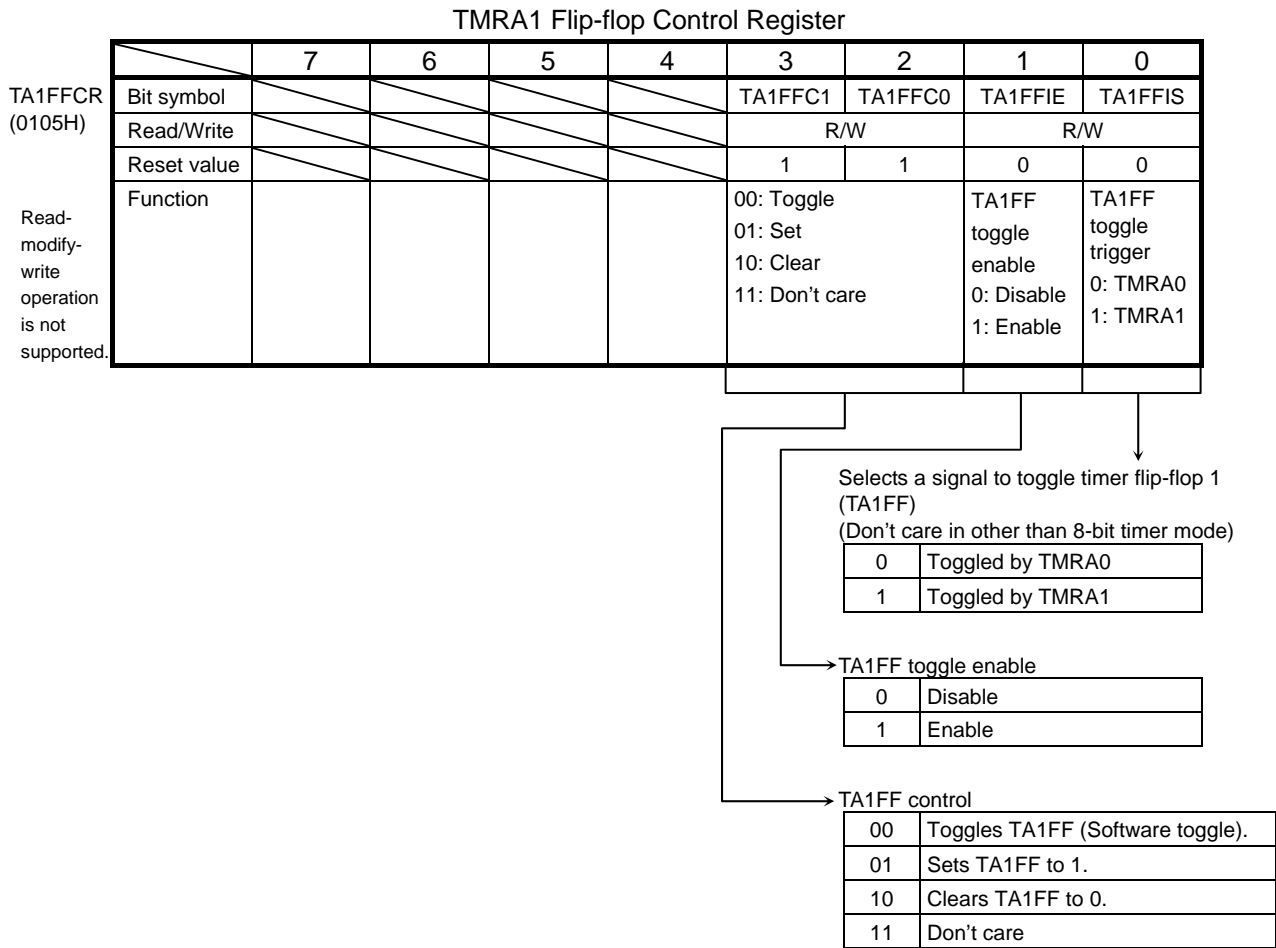 TMRA1 Flip-flop Control Register
7 6 5 4 3 2 1 0
TA1FFCR
(0105H)
Bit symbol TA1FFC1 TA1FFC0 TA1FFIE TA1FFIS
Read/Write R/W R/W
Reset value 1 1 0 0
Read-
modify-
write
operation
is not
supported.
Function
00: Toggle
01: Set
10: Clear
11: Don't care
TA1FF
toggle
enable
0: Disable
1: Enable
TA1FF
toggle
trigger
0: TMRA0
1: TMRA1
Selects a signal to toggle timer flip-flop 1
(TA1FF)
(Don't care in other than 8-bit timer mode)
0 Toggled by TMRA0
1 Toggled by TMRA1
TA1FF toggle enable
0 Disable
1 Enable
TA1FF control
00 Toggles TA1FF (Software toggle).
01 Sets TA1FF to 1.
10 Clears TA1FF to 0.
11 Don't care